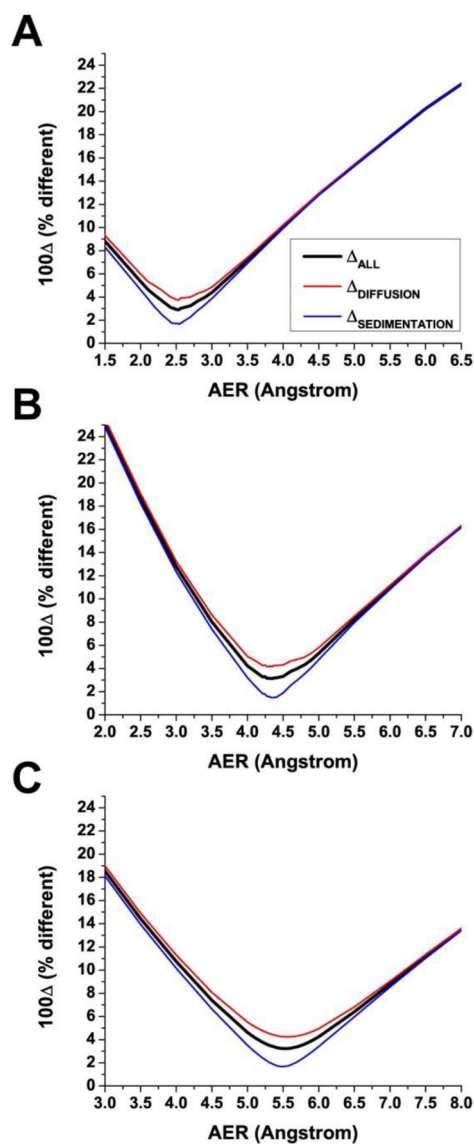 A
100Δ (% different)
24
22
20
18
16
14
12
10
8
6
4
2
0
Δ_ALL
Δ_DIFFUSION
Δ_SEDIMENTATION
1.5 2.0 2.5 3.0 3.5 4.0 4.5 5.0 5.5 6.0 6.5
AER (Angstrom)
B
100Δ (% different)
24
22
20
18
16
14
12
10
8
6
4
2
0
2.0 2.5 3.0 3.5 4.0 4.5 5.0 5.5 6.0 6.5 7.0
AER (Angstrom)
C
100Δ (% different)
24
22
20
18
16
14
12
10
8
6
4
2
0
3.0 3.5 4.0 4.5 5.0 5.5 6.0 6.5 7.0 7.5 8.0
AER (Angstrom)